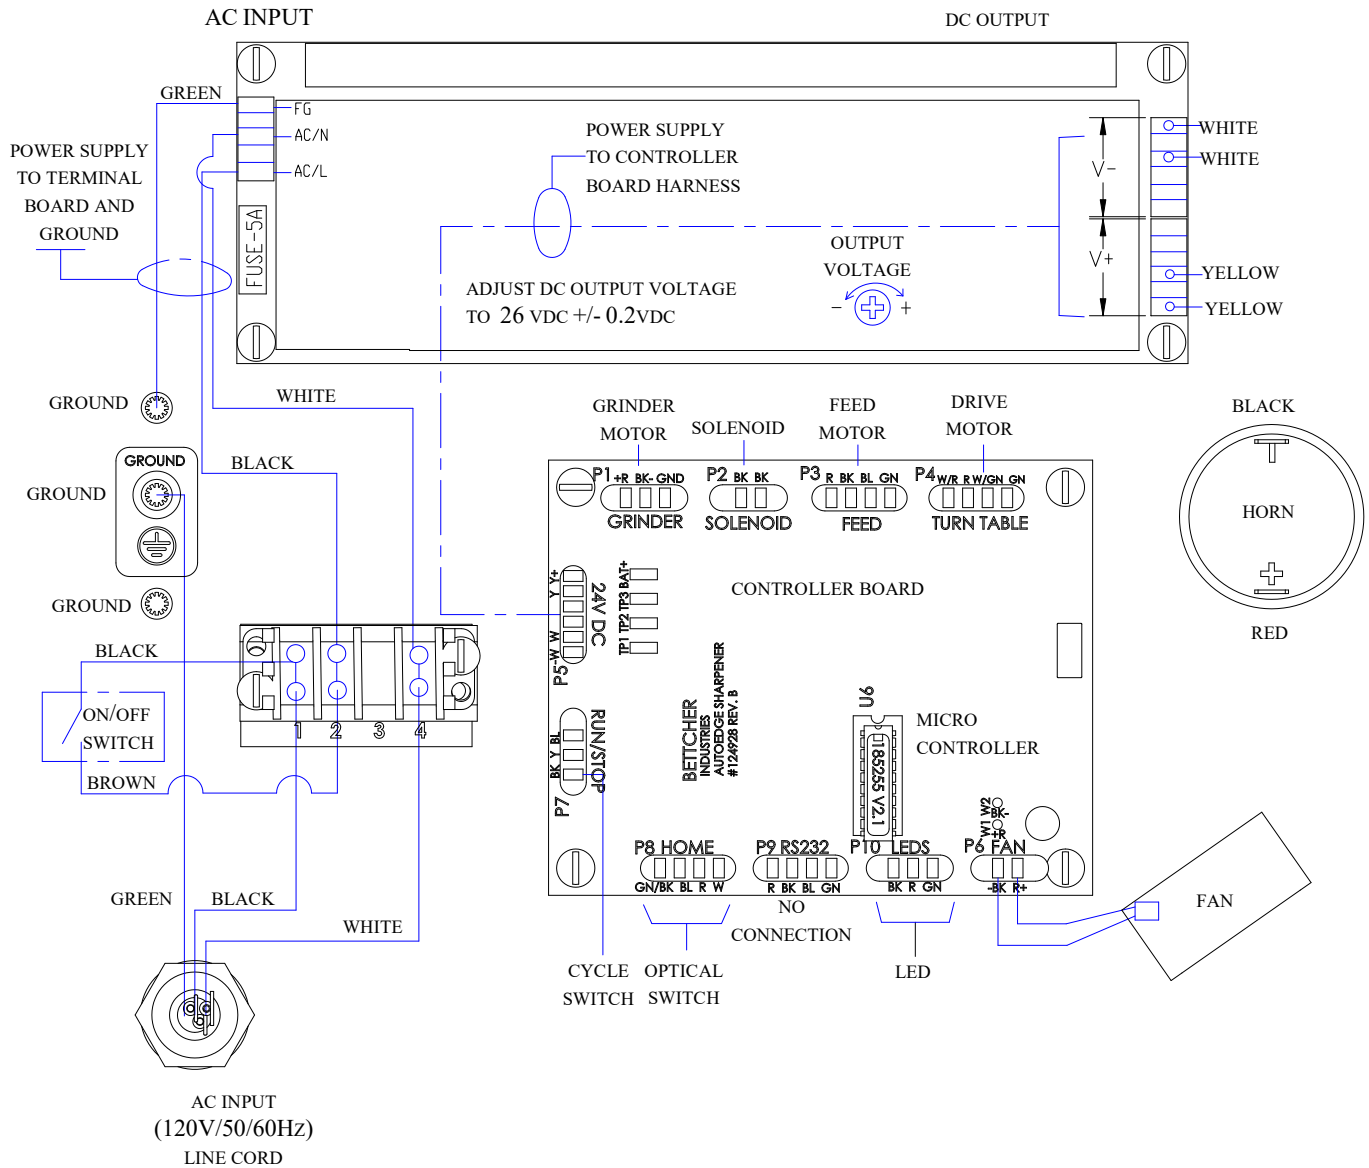 AC INPUT
DC OUTPUT
GREEN
FG
AC/N
AC/L
FUSE-5A
POWER SUPPLY
TO TERMINAL
BOARD AND
GROUND
POWER SUPPLY
TO CONTROLLER
BOARD HARNESS
ADJUST DC OUTPUT VOLTAGE
TO 26 VDC +/- 0.2VDC
OUTPUT
VOLTAGE
- +
V-
V+
WHITE
WHITE
YELLOW
YELLOW
GROUND
WHITE
GROUND
GROUND
BLACK
GROUND
BLACK
ON/OFF
SWITCH
BROWN
1 2 3 4
GREEN
BLACK
WHITE
AC INPUT
(120V/50/60Hz)
LINE CORD
GRINDER
MOTOR
SOLENOID
FEED
MOTOR
DRIVE
MOTOR
P1 +R BK- GND
GRINDER
P2 BK BK
SOLENOID
P3 R BK BL GN
FEED
P4 W/R R W/GN GN
TURN TABLE
CONTROLLER BOARD
P5 -W W Y Y+
24V DC
TP1 TP2 TP3 BAT+
P7 BK Y BL
RUN/STOP
BETTCHER
INDUSTRIES
AUTOEDGE SHARPENER
#124928 REV. B
U6
185255 V2.1
MICRO
CONTROLLER
W1 W2
+R BK-
P8 HOME
GN/BK BL R W
P9 RS232
R BK BL GN
P10 LEDS
BK R GN
P6 FAN
-BK R+
NO
CONNECTION
CYCLE
SWITCH
OPTICAL
SWITCH
LED
FAN
BLACK
HORN
RED